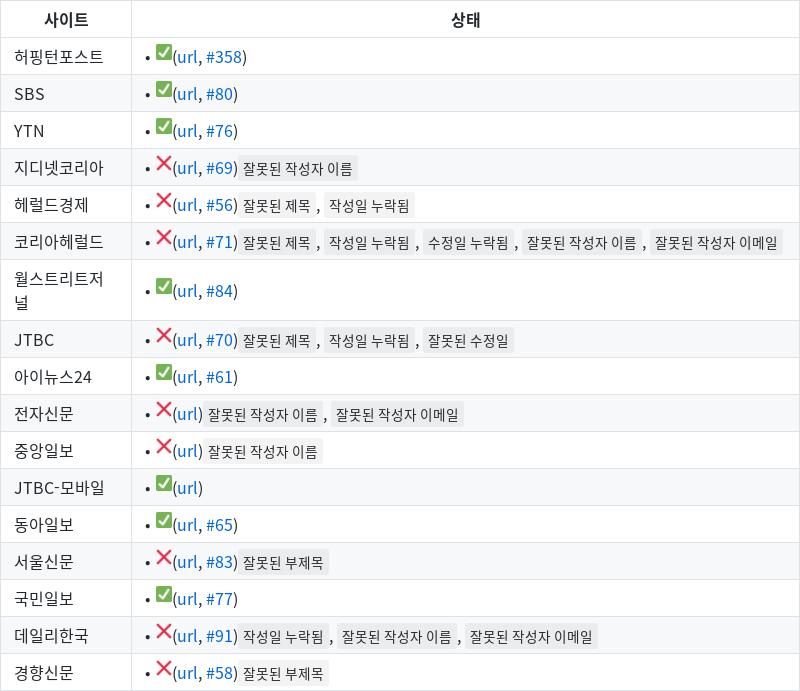 사이트 상태
허핑턴포스트 • ✅(url, #358)
SBS • ✅(url, #80)
YTN • ✅(url, #76)
지디넷코리아 • ❌(url, #69) 잘못된 작성자 이름
헤럴드경제 • ❌(url, #56) 잘못된 제목 , 작성일 누락됨
코리아헤럴드 • ❌(url, #71) 잘못된 제목 , 작성일 누락됨 , 수정일 누락됨 , 잘못된 작성자 이름 , 잘못된 작성자 이메일
월스트리트저
널 • ✅(url, #84)
JTBC • ❌(url, #70) 잘못된 제목 , 작성일 누락됨 , 잘못된 수정일
아이뉴스24 • ✅(url, #61)
전자신문 • ❌(url) 잘못된 작성자 이름 , 잘못된 작성자 이메일
중앙일보 • ❌(url) 잘못된 작성자 이름
JTBC-모바일 • ✅(url)
동아일보 • ✅(url, #65)
서울신문 • ❌(url, #83) 잘못된 부제목
국민일보 • ✅(url, #77)
데일리한국 • ❌(url, #91) 작성일 누락됨 , 잘못된 작성자 이름 , 잘못된 작성자 이메일
경향신문 • ❌(url, #58) 잘못된 부제목